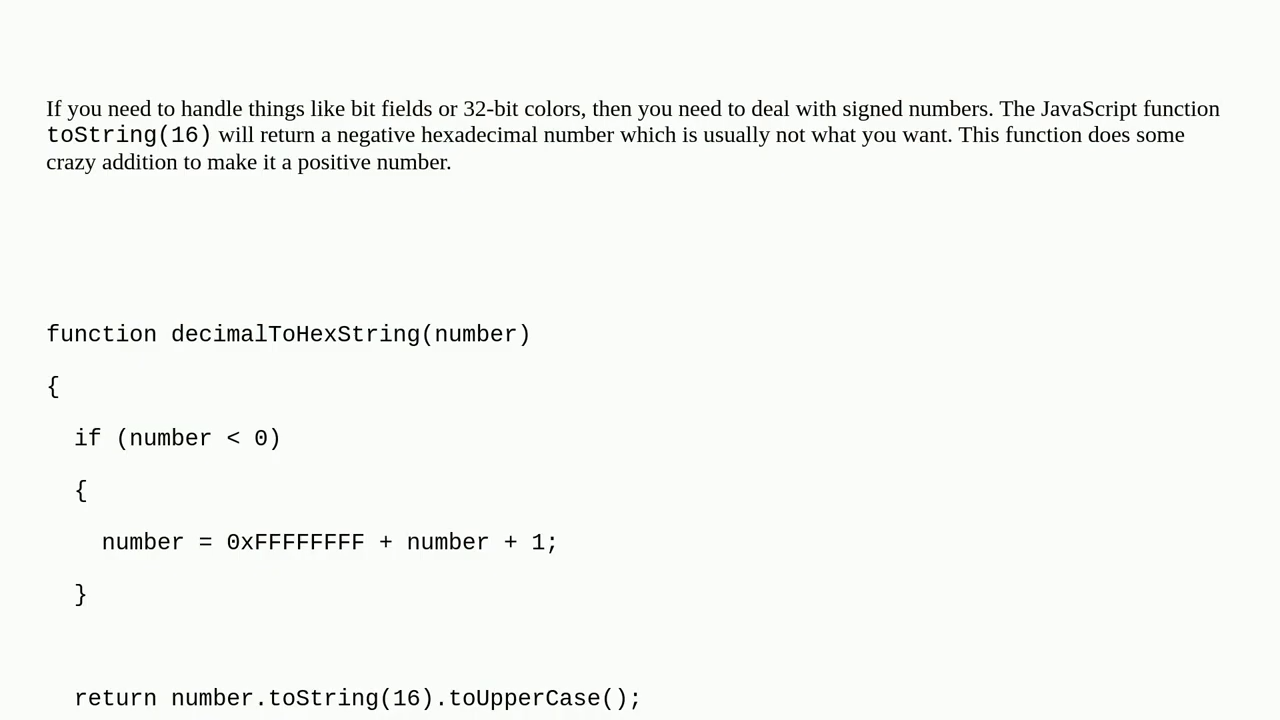 If you need to handle things like bit fields or 32-bit colors, then you need to deal with signed numbers. The JavaScript function
toString(16) will return a negative hexadecimal number which is usually not what you want. This function does some
crazy addition to make it a positive number.
function decimalToHexString(number)
{
  if (number < 0)
  {
    number = 0xFFFFFFFF + number + 1;
  }
  return number.toString(16).toUpperCase();